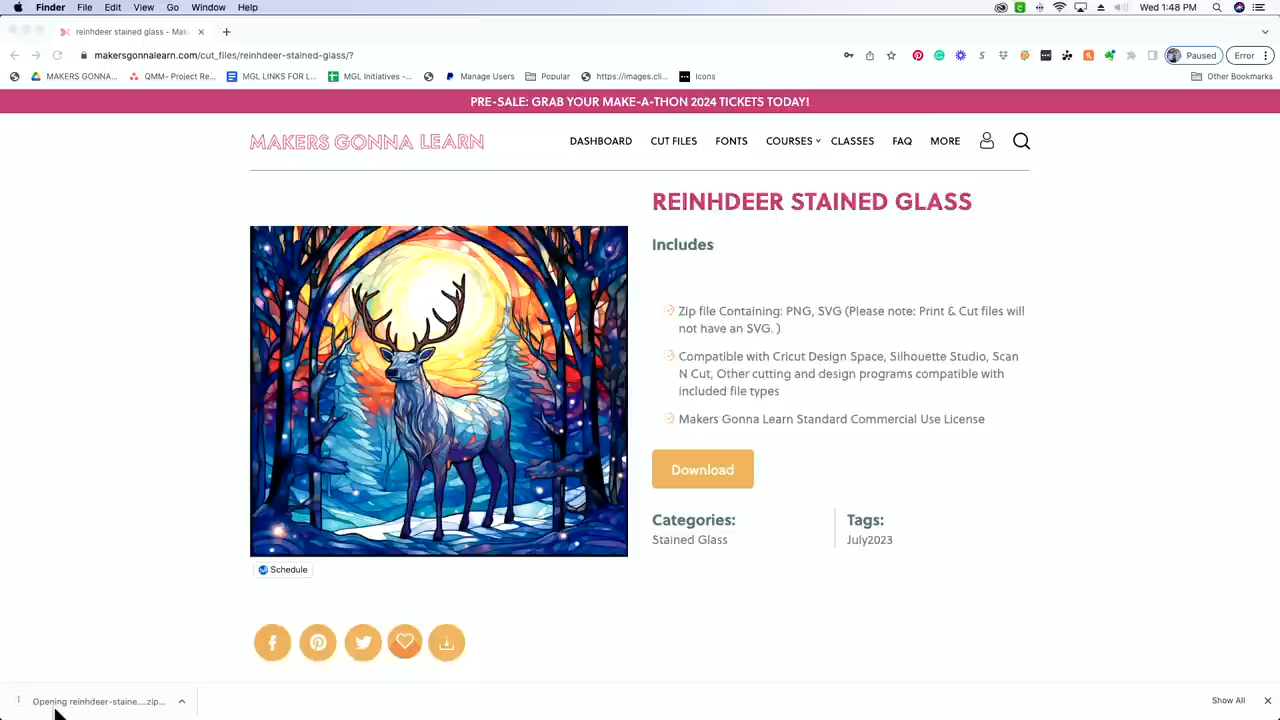 Finder File Edit View Go Window Help Wed 1:48 PM
reinhdeer stained glass - Mak
makersgonnalearn.com/cut_files/reinhdeer-stained-glass/? Paused Error
MAKERS GONNA... QMM- Project Re... MGL LINKS FOR L... MGL Initiatives -... Manage Users Popular https://images.cli... Icons Other Bookmarks
PRE-SALE: GRAB YOUR MAKE-A-THON 2024 TICKETS TODAY!
MAKERS GONNA LEARN DASHBOARD CUT FILES FONTS COURSES CLASSES FAQ MORE
REINHDEER STAINED GLASS
Includes
Zip file Containing: PNG, SVG (Please note: Print & Cut files will
not have an SVG. )
Compatible with Cricut Design Space, Silhouette Studio, Scan
N Cut, Other cutting and design programs compatible with
included file types
Makers Gonna Learn Standard Commercial Use License
Download
Categories: Tags:
Stained Glass July2023
Schedule
Opening reinhdeer-staine....zip... Show All